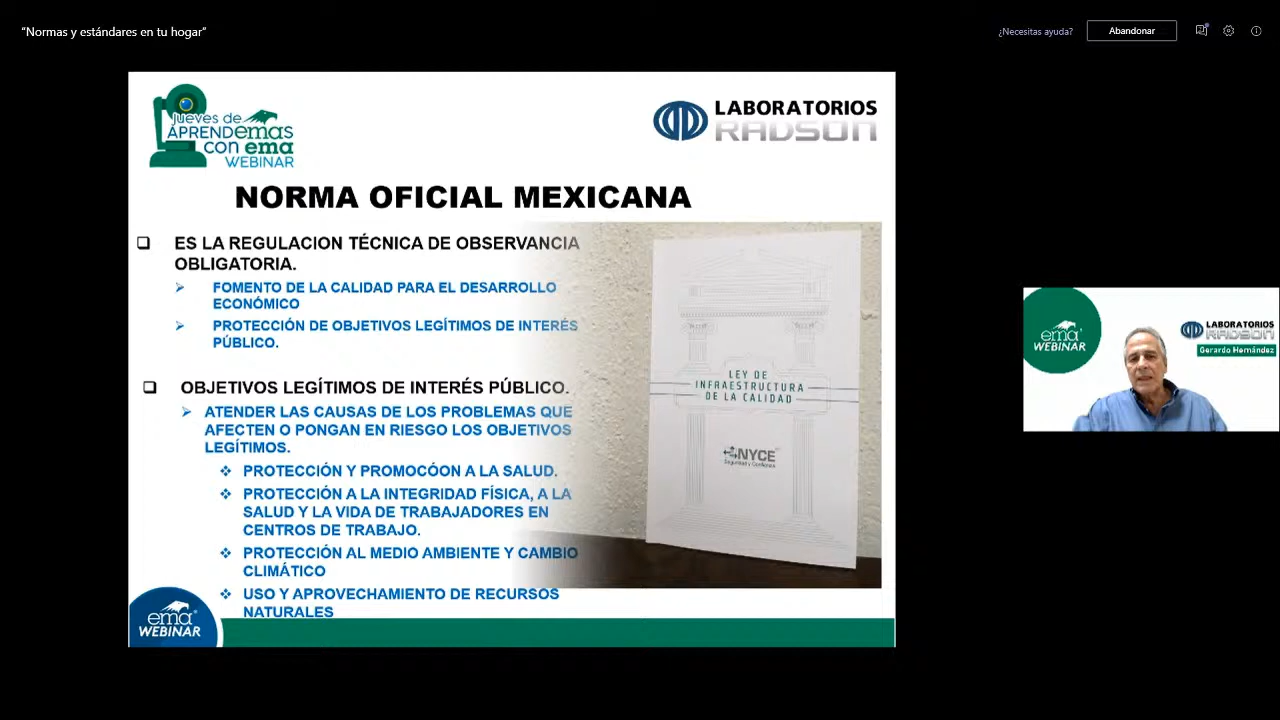 “Normas y estándares en tu hogar”
¿Necesitas ayuda?
Abandonar
jueves de
APRENDEMAS
con ema
WEBINAR
LABORATORIOS
RADSON
NORMA OFICIAL MEXICANA
ES LA REGULACION TÉCNICA DE OBSERVANCIA
OBLIGATORIA.
FOMENTO DE LA CALIDAD PARA EL DESARROLLO
ECONÓMICO
PROTECCIÓN DE OBJETIVOS LEGÍTIMOS DE INTERÉS
PÚBLICO.
OBJETIVOS LEGÍTIMOS DE INTERÉS PÚBLICO.
ATENDER LAS CAUSAS DE LOS PROBLEMAS QUE
AFECTEN O PONGAN EN RIESGO LOS OBJETIVOS
LEGÍTIMOS.
PROTECCIÓN Y PROMOCÓON A LA SALUD.
PROTECCIÓN A LA INTEGRIDAD FÍSICA, A LA
SALUD Y LA VIDA DE TRABAJADORES EN
CENTROS DE TRABAJO.
PROTECCIÓN AL MEDIO AMBIENTE Y CAMBIO
CLIMÁTICO
USO Y APROVECHAMIENTO DE RECURSOS
NATURALES
LEY DE
INFRAESTRUCTURA
DE LA CALIDAD
NYCE
Seguridad y Confianza
ema
WEBINAR
ema
WEBINAR
LABORATORIOS
RADSON
Gerardo Hernández